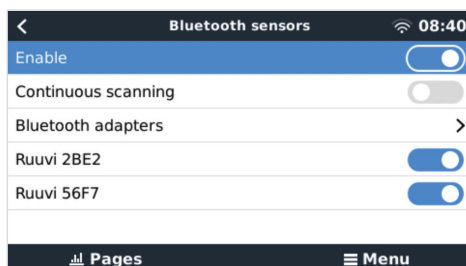 Bluetooth sensors 08:40
Enable
Continuous scanning
Bluetooth adapters
Ruuvi 2BE2
Ruuvi 56F7
Pages Menu